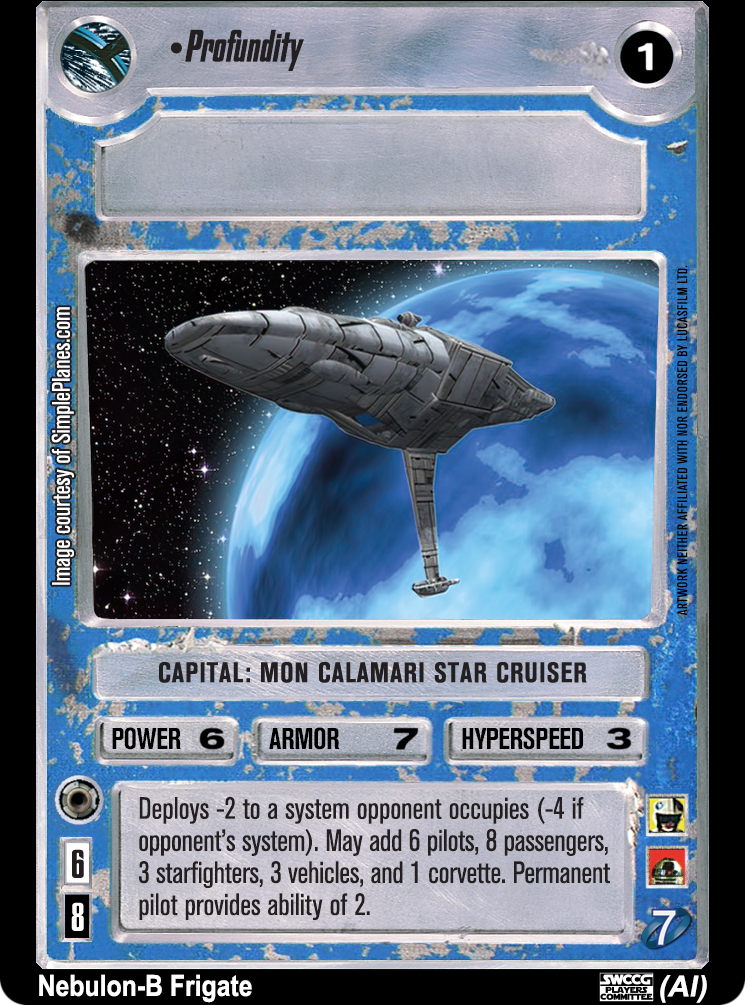 •Profundity
1
Image courtesy of SimplePlanes.com
ARTWORK NEITHER AFFILIATED WITH NOR ENDORSED BY LUCASFILM LTD.
CAPITAL: MON CALAMARI STAR CRUISER
POWER 6 ARMOR 7 HYPERSPEED 3
Deploys -2 to a system opponent occupies (-4 if
opponent's system). May add 6 pilots, 8 passengers,
3 starfighters, 3 vehicles, and 1 corvette. Permanent
pilot provides ability of 2.
6
8
7
Nebulon-B Frigate
SWCCG
PLAYERS
COMMITTEE
(AI)